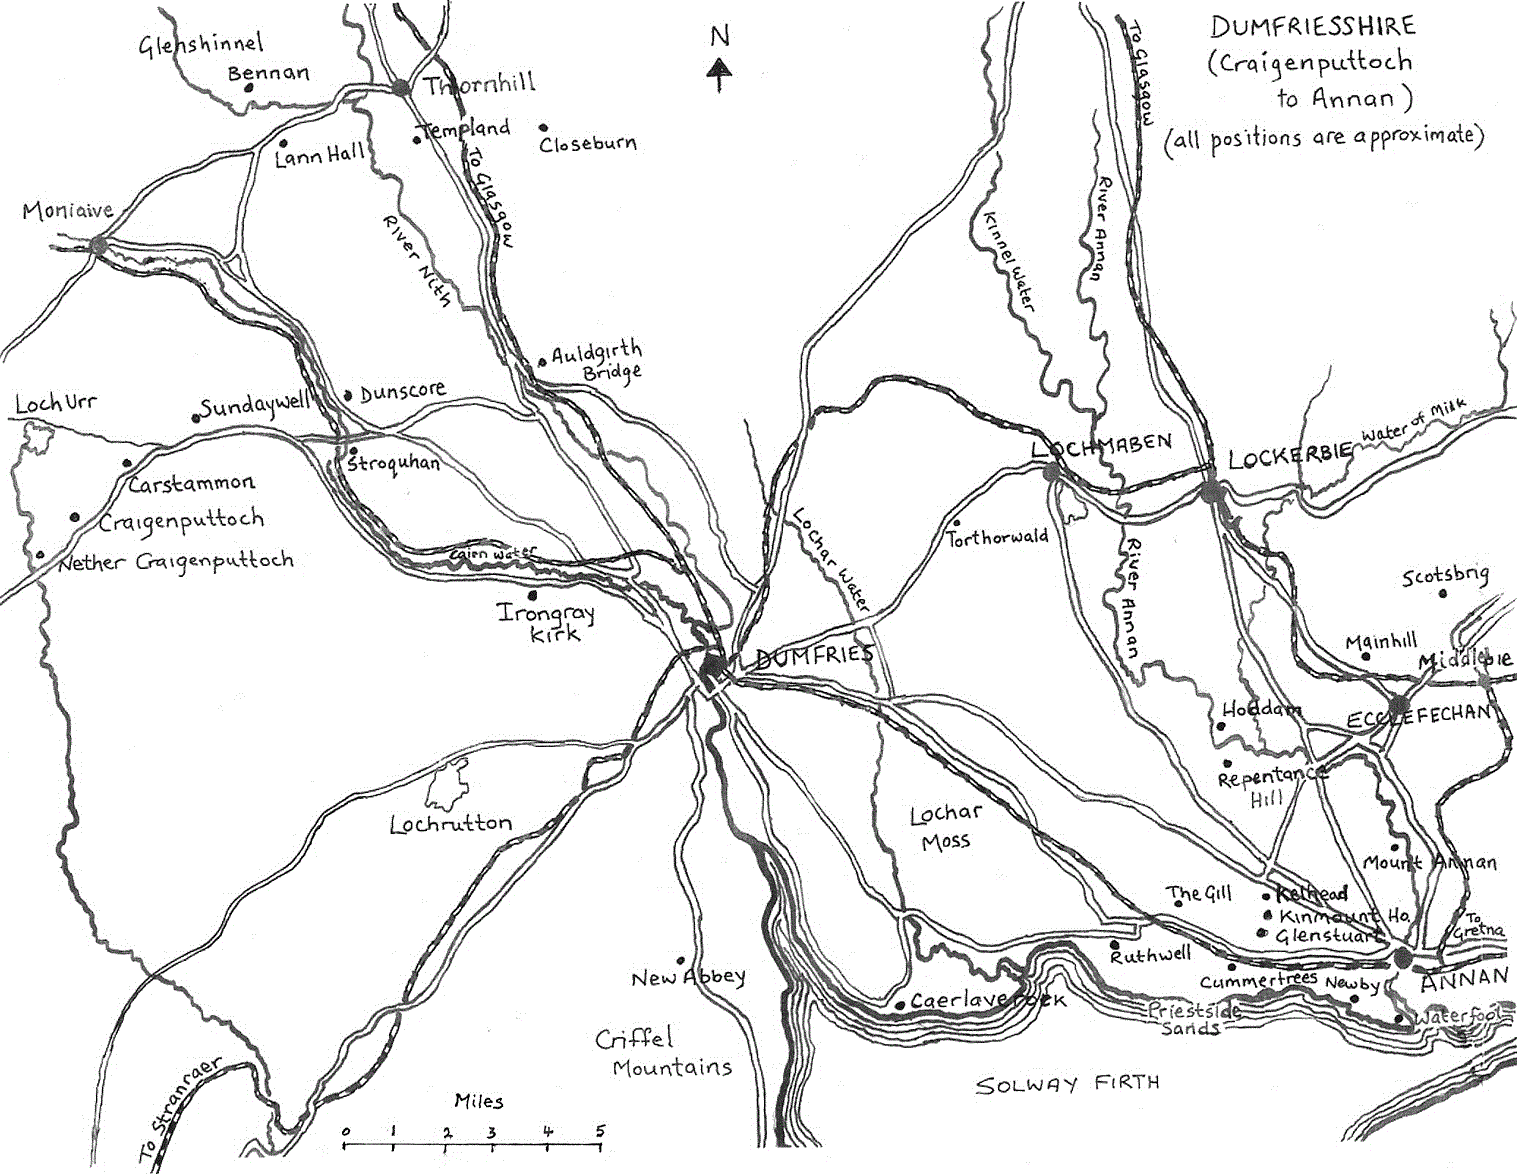 DUMFRIESSHIRE
(Craigenputtoch
to Annan)
(all positions are approximate)
N
Glenshinnel
Bennan
Thornhill
Templand
Closeburn
Lann Hall
To Glasgow
To Glasgow
Moniaive
River Nith
Kinnel Water
River Annan
Auldgirth
Bridge
Loch Urr
Sundaywell
Dunscore
Stroquhan
Carstammon
Craigenputtoch
Nether Craigenputtoch
Cairn Water
Irongray
Kirk
LOCHMABEN
LOCKERBIE
Water of Milk
Lochar Water
Torthorwald
River Annan
Scotsbrig
Mainhill
Middlebie
DUMFRIES
Hoddam
ECCLEFECHAN
Repentance
Hill
Lochrutton
Lochar
Moss
Mount Annan
The Gill
Kelhead
Kinmount Ho.
Glenstuart
To
Gretna
Ruthwell
Cummertrees
Newby
ANNAN
New Abbey
Caerlaverock
Priestside
Sands
Waterfoot
Criffel
Mountains
SOLWAY FIRTH
To Stranraer
Miles
0 1 2 3 4 5